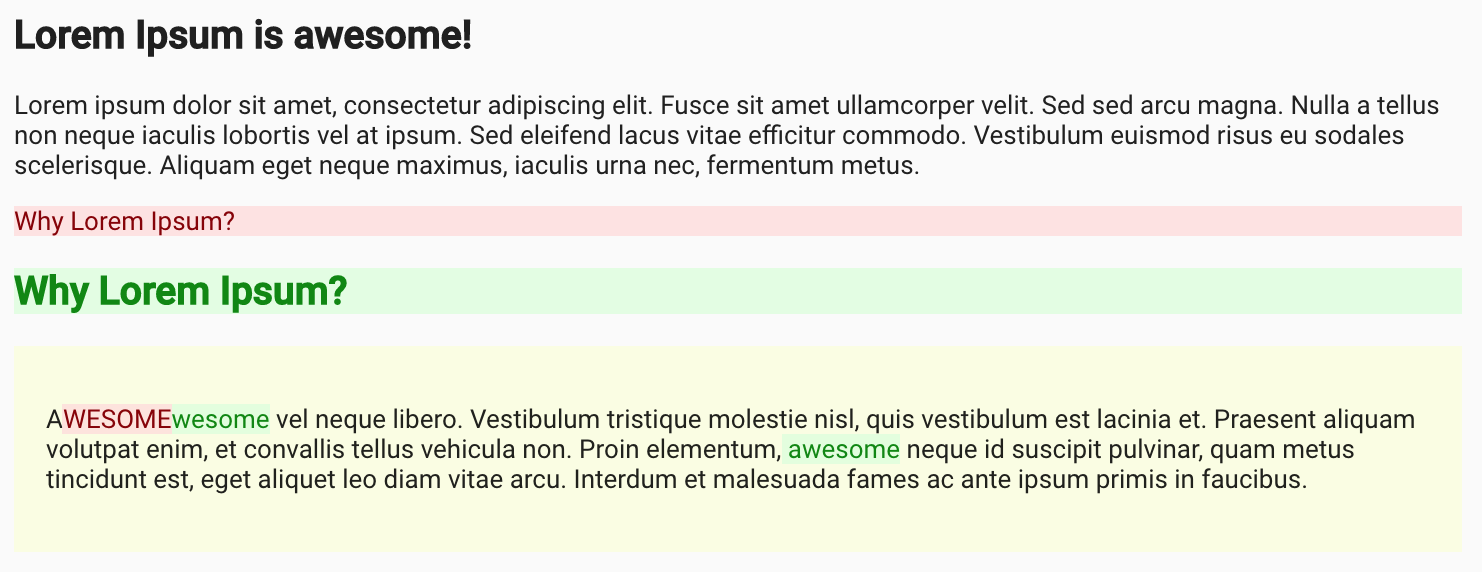 Lorem Ipsum is awesome!
Lorem ipsum dolor sit amet, consectetur adipiscing elit. Fusce sit amet ullamcorper velit. Sed sed arcu magna. Nulla a tellus
non neque iaculis lobortis vel at ipsum. Sed eleifend lacus vitae efficitur commodo. Vestibulum euismod risus eu sodales
scelerisque. Aliquam eget neque maximus, iaculis urna nec, fermentum metus.
Why Lorem Ipsum?
Why Lorem Ipsum?
AWESOMEwesome vel neque libero. Vestibulum tristique molestie nisl, quis vestibulum est lacinia et. Praesent aliquam
volutpat enim, et convallis tellus vehicula non. Proin elementum, awesome neque id suscipit pulvinar, quam metus
tincidunt est, eget aliquet leo diam vitae arcu. Interdum et malesuada fames ac ante ipsum primis in faucibus.